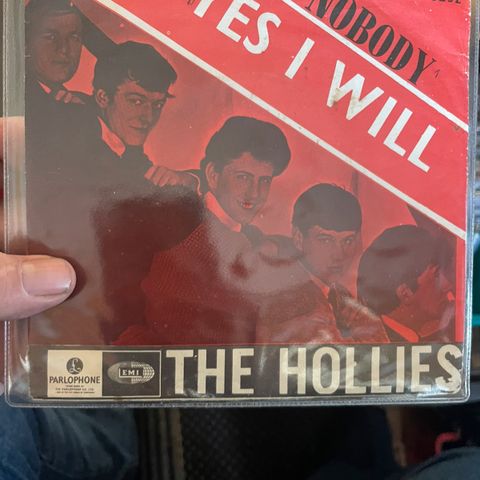 NOBODY
YES I WILL
PARLOPHONE
EMI
THE HOLLIES